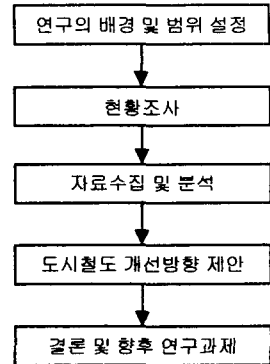 연구의 배경 및 범위 설정
현황조사
자료수집 및 분석
도시철도 개선방향 제안
결론 및 향후 연구과제